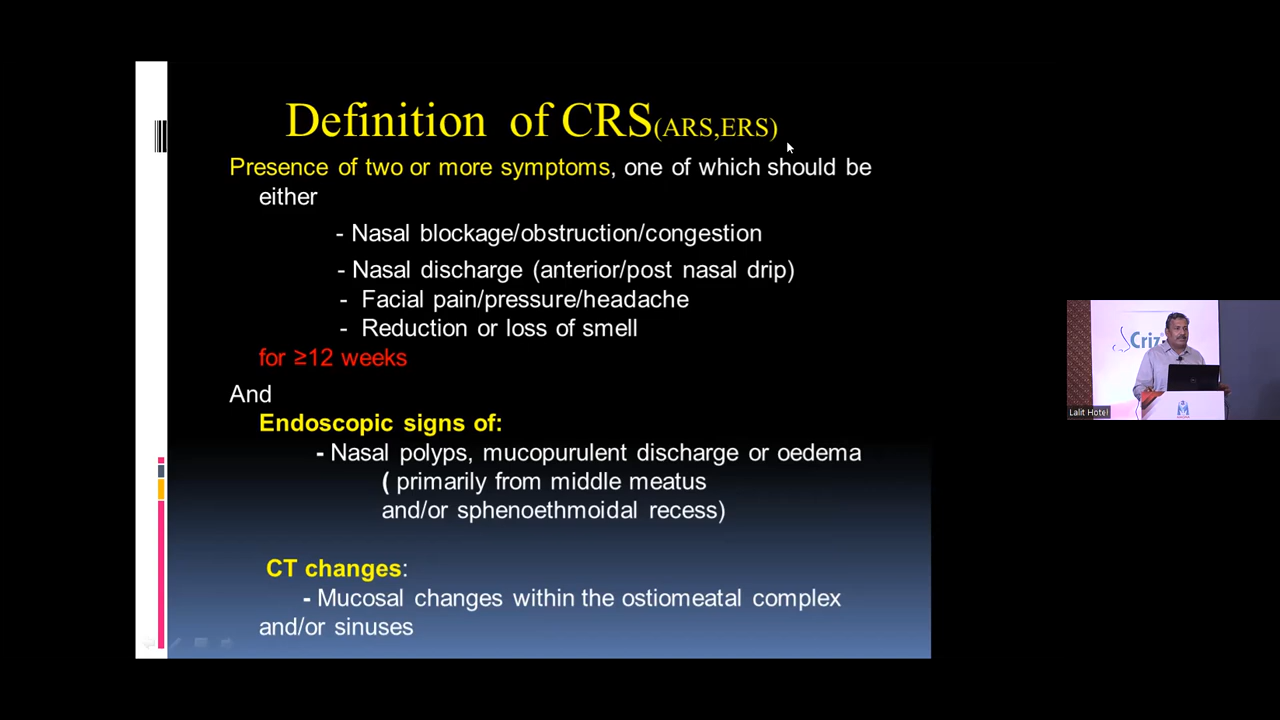 Definition of CRS(ARS,ERS)
Presence of two or more symptoms, one of which should be
either
- Nasal blockage/obstruction/congestion
- Nasal discharge (anterior/post nasal drip)
- Facial pain/pressure/headache
- Reduction or loss of smell
for ≥12 weeks
And
Endoscopic signs of:
- Nasal polyps, mucopurulent discharge or oedema
( primarily from middle meatus
and/or sphenoethmoidal recess)
CT changes:
- Mucosal changes within the ostiomeatal complex
and/or sinuses
Lalit Hotel